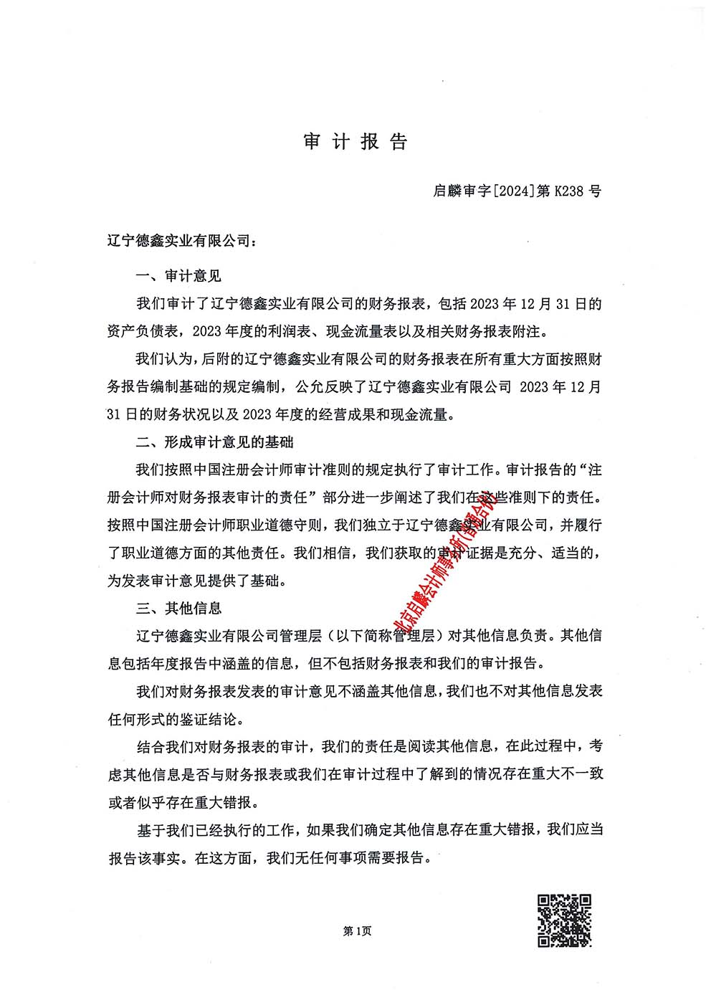 审计报告
启麟审字[2024]第 K238 号
辽宁德鑫实业有限公司：
一、审计意见
我们审计了辽宁德鑫实业有限公司的财务报表，包括 2023 年 12 月 31 日的
资产负债表，2023 年度的利润表、现金流量表以及相关财务报表附注。
我们认为，后附的辽宁德鑫实业有限公司的财务报表在所有重大方面按照财
务报告编制基础的规定编制，公允反映了辽宁德鑫实业有限公司 2023 年 12 月
31 日的财务状况以及 2023 年度的经营成果和现金流量。
二、形成审计意见的基础
我们按照中国注册会计师审计准则的规定执行了审计工作。审计报告的“注
册会计师对财务报表审计的责任”部分进一步阐述了我们在这些准则下的责任。
按照中国注册会计师职业道德守则，我们独立于辽宁德鑫实业有限公司，并履行
了职业道德方面的其他责任。我们相信，我们获取的审计证据是充分、适当的，
为发表审计意见提供了基础。
北京启麟会计师事务所(普通合伙)
三、其他信息
辽宁德鑫实业有限公司管理层（以下简称管理层）对其他信息负责。其他信
息包括年度报告中涵盖的信息，但不包括财务报表和我们的审计报告。
我们对财务报表发表的审计意见不涵盖其他信息，我们也不对其他信息发表
任何形式的鉴证结论。
结合我们对财务报表的审计，我们的责任是阅读其他信息，在此过程中，考
虑其他信息是否与财务报表或我们在审计过程中了解到的情况存在重大不一致
或者似乎存在重大错报。
基于我们已经执行的工作，如果我们确定其他信息存在重大错报，我们应当
报告该事实。在这方面，我们无任何事项需要报告。
第 1页